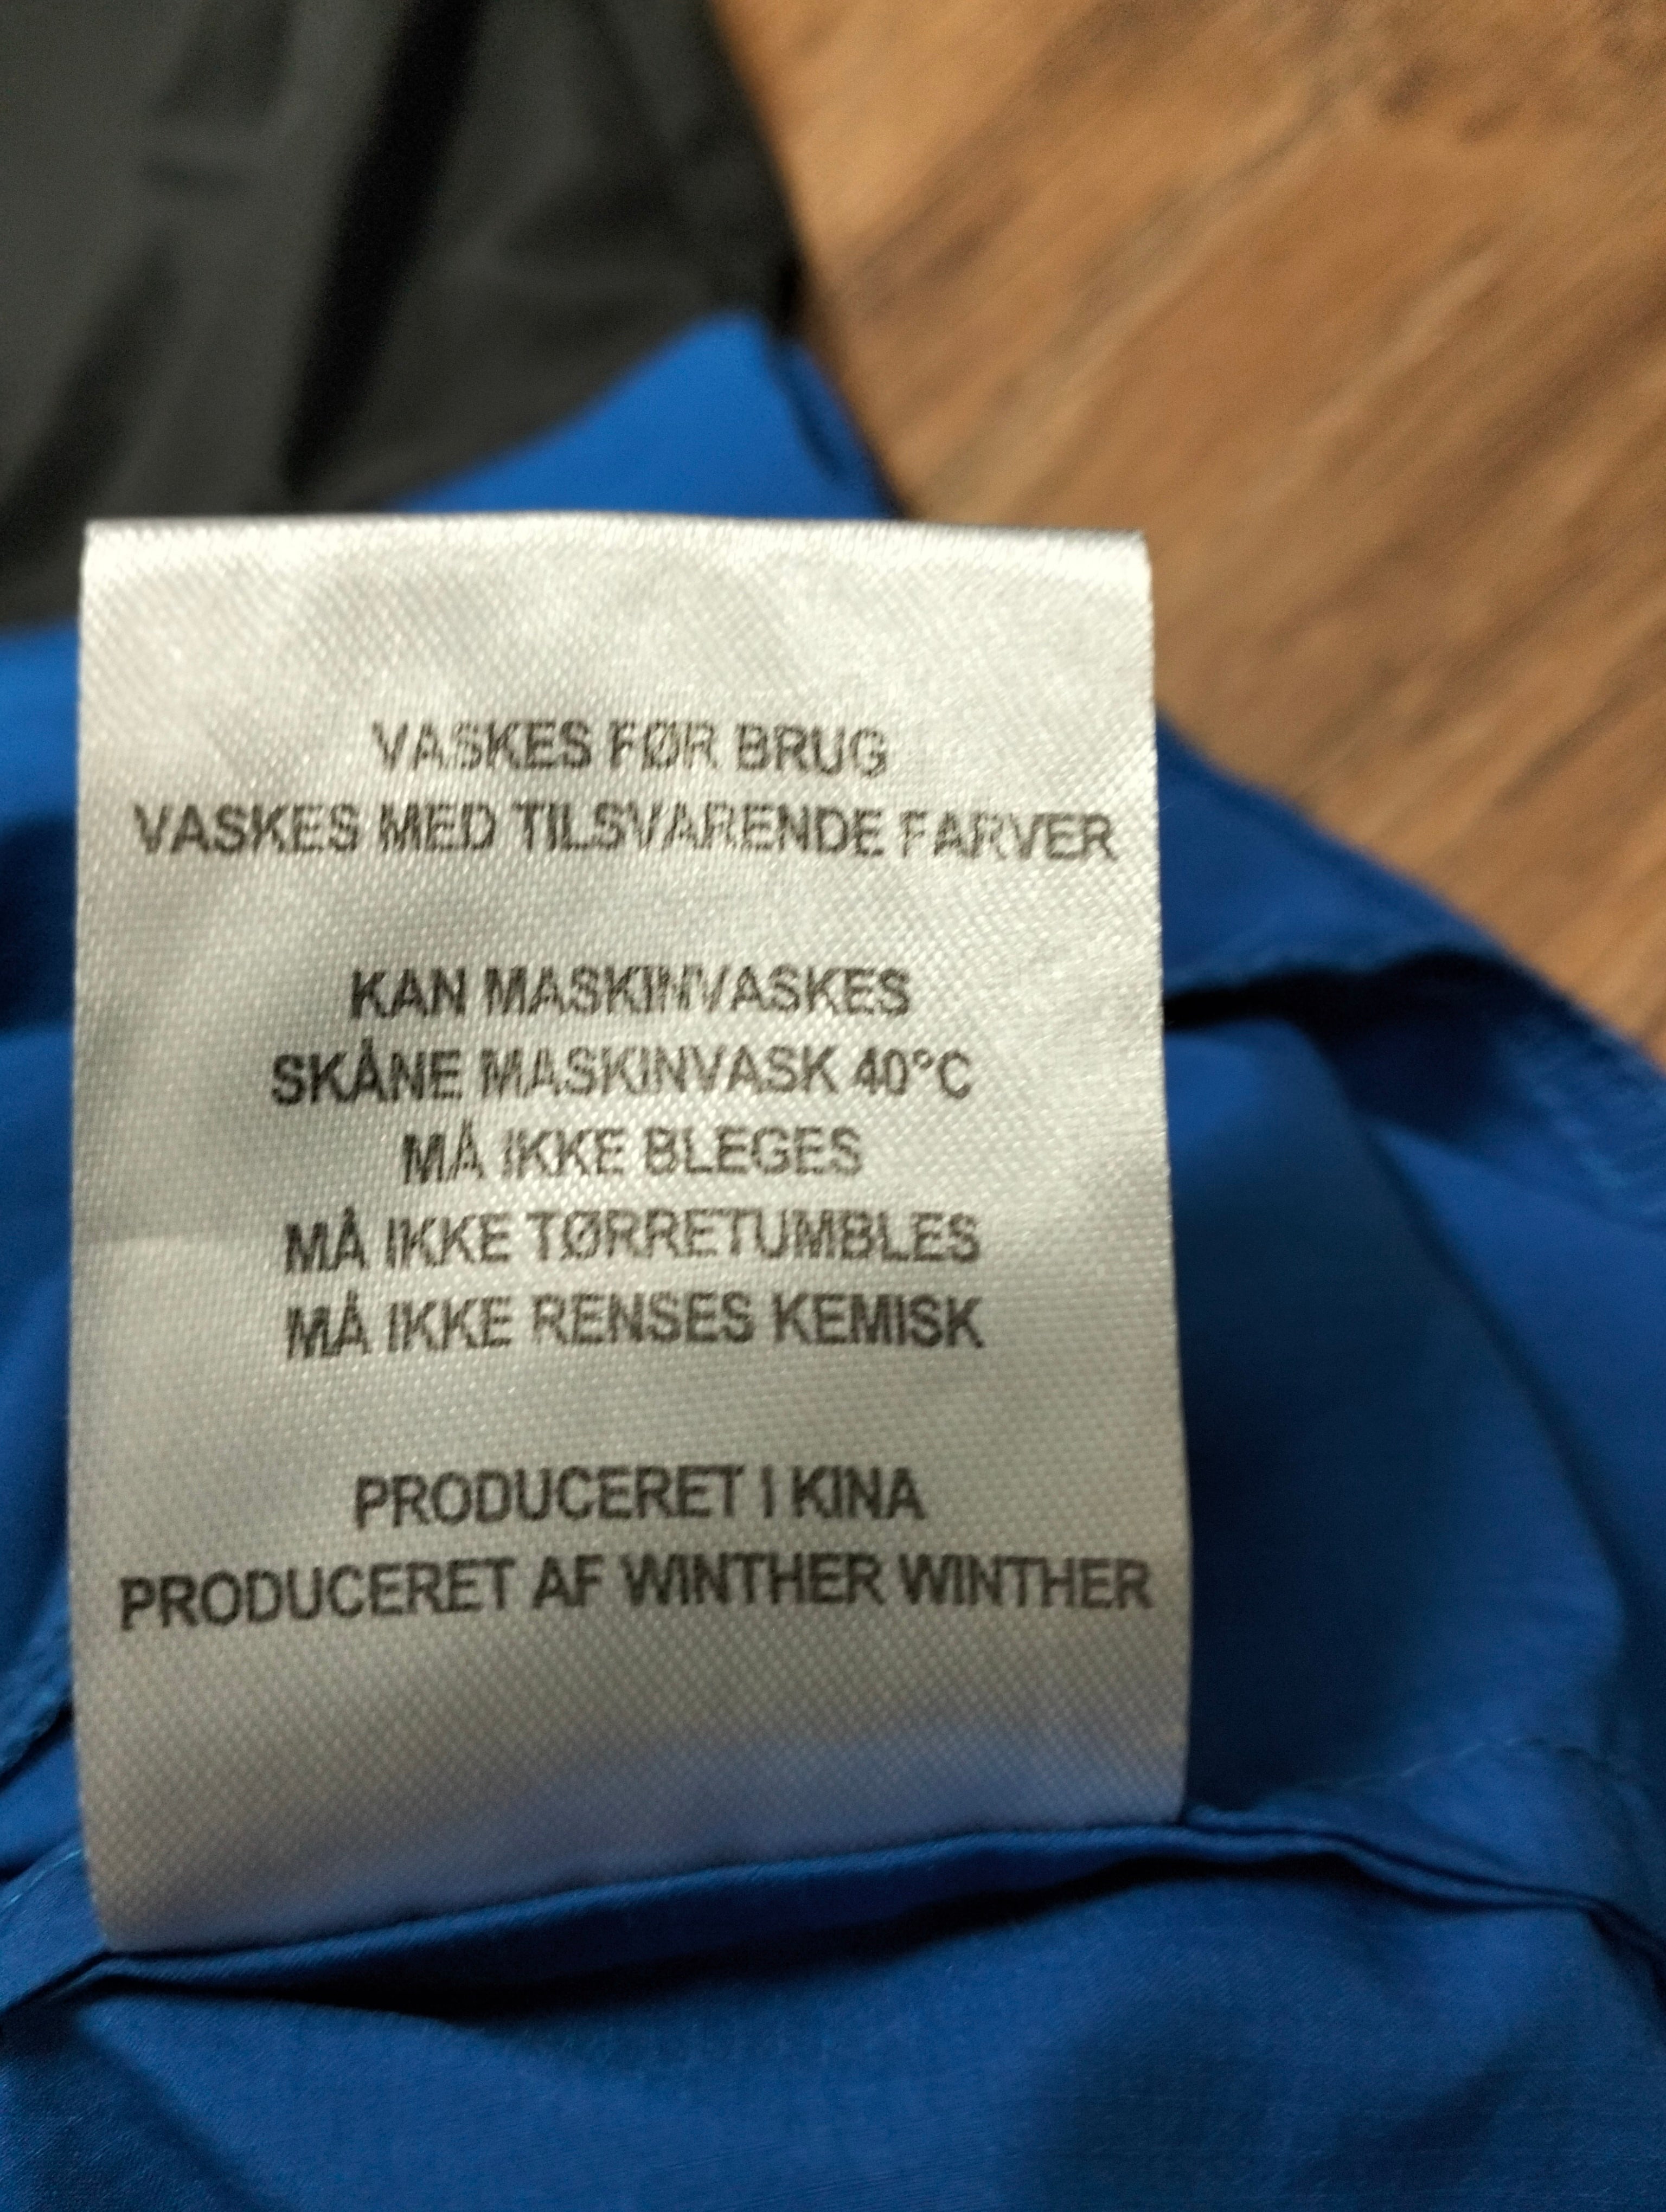 VASKES FØR BRUG
VASKES MED TILSVARENDE FARVER
KAN MASKINVASKES
SKÅNE MASKINVASK 40°C
MÅ IKKE BLEGES
MÅ IKKE TØRRETUMBLES
MÅ IKKE RENSES KEMISK
PRODUCERET I KINA
PRODUCERET AF WINTHER WINTHER